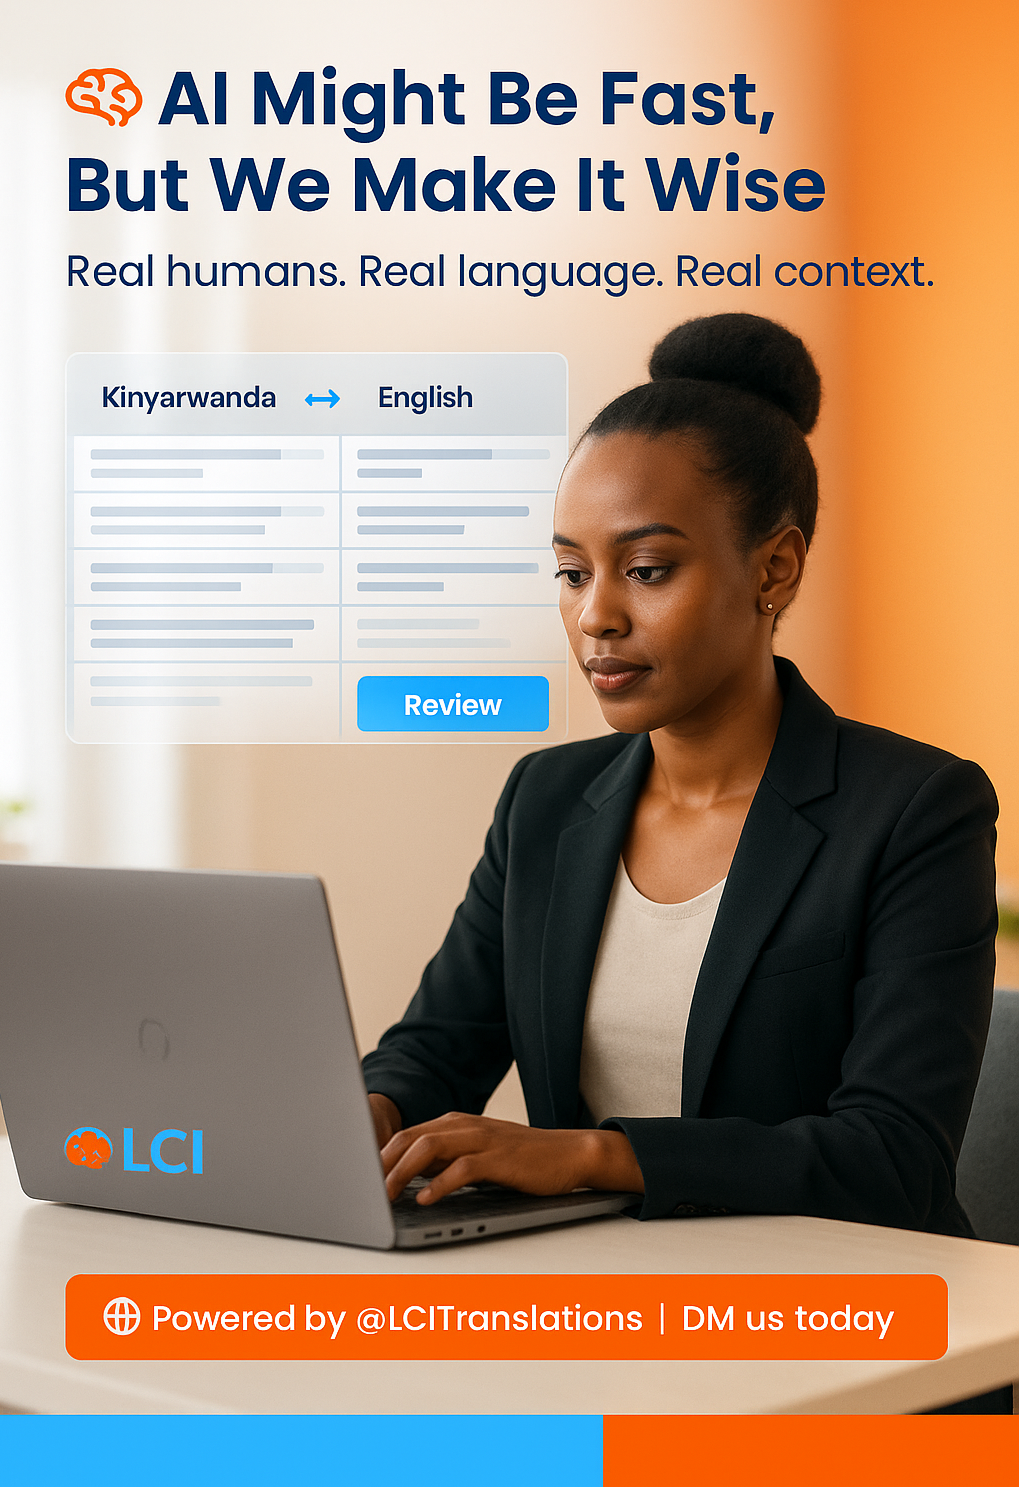 AI Might Be Fast,
But We Make It Wise
Real humans. Real language. Real context.
Kinyarwanda ↔ English
Review
LCI
Powered by @LCITranslations | DM us today